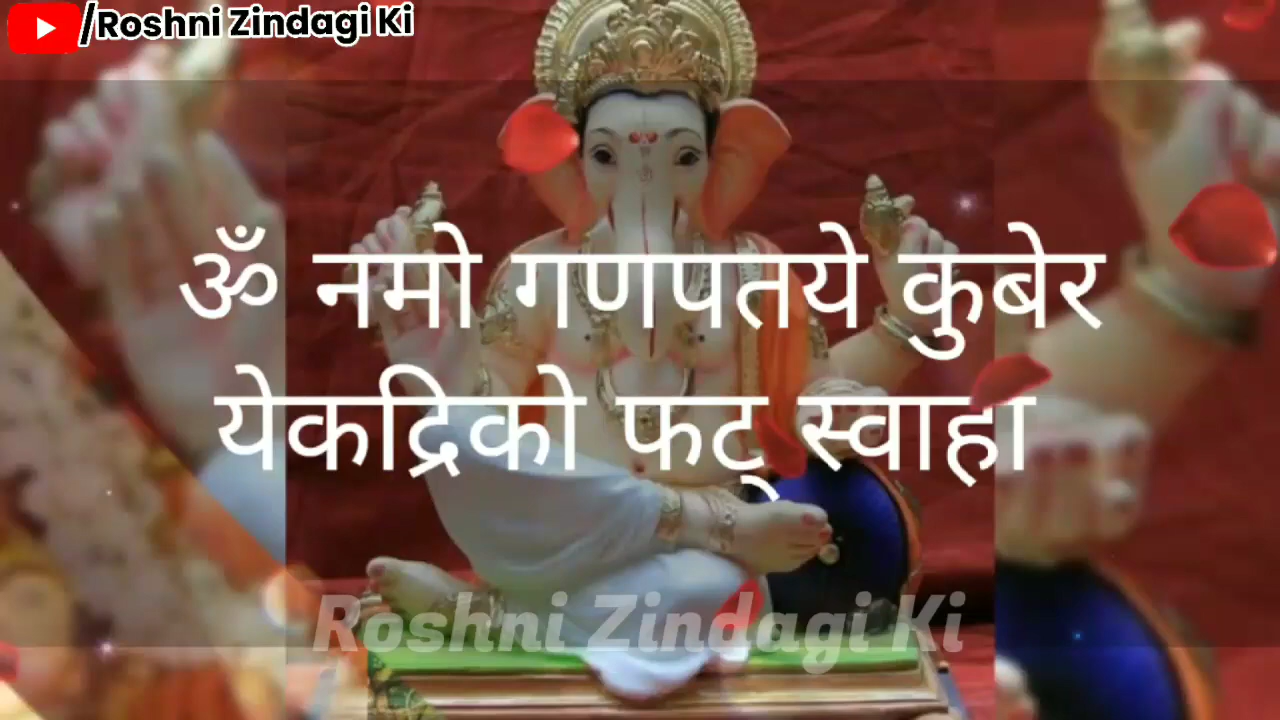 /Roshni Zindagi Ki
ॐ नमो गणपतये कुबेर
येकद्रिको फट् स्वाहा
Roshni Zindagi Ki